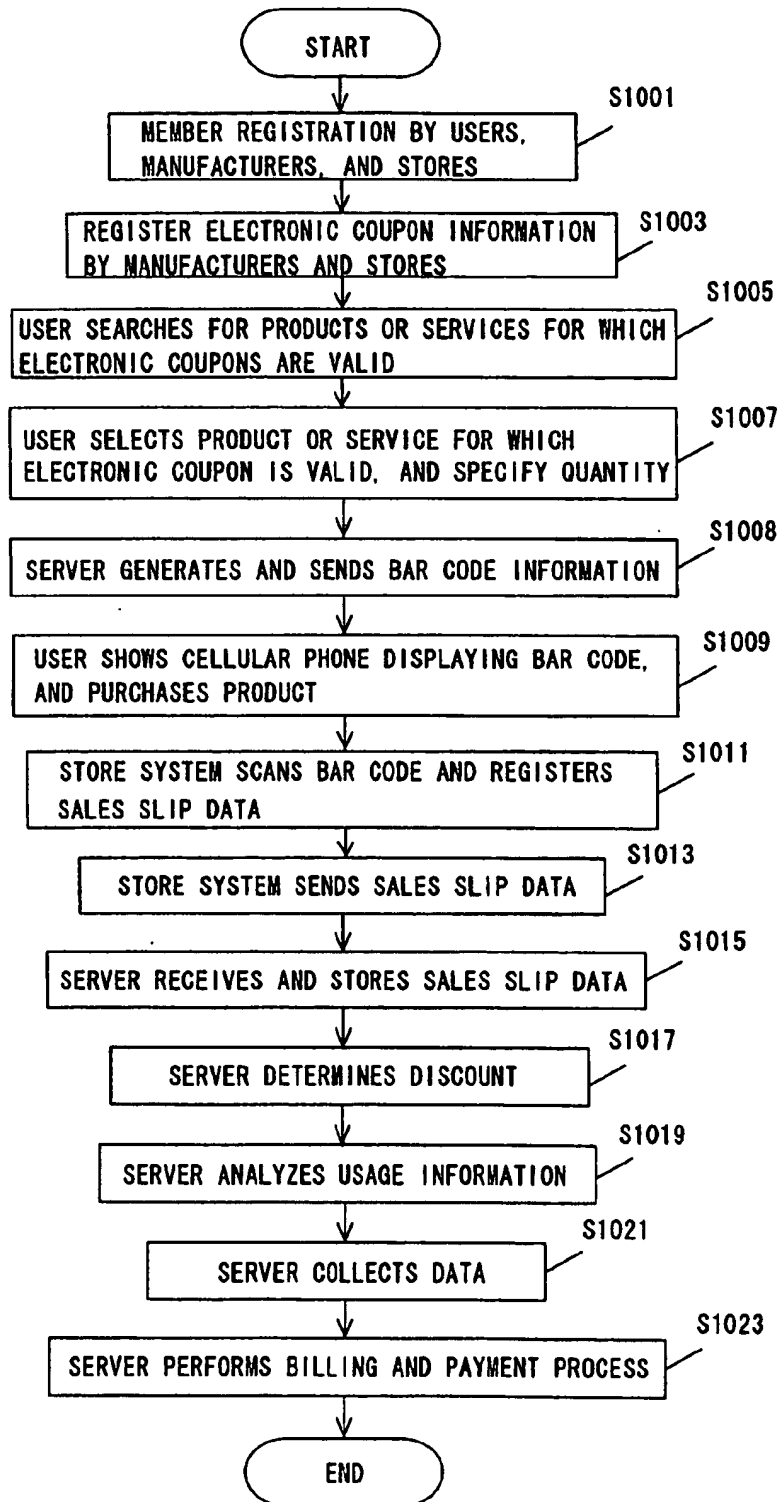 START
S1001
MEMBER REGISTRATION BY USERS,
MANUFACTURERS, AND STORES
S1003
REGISTER ELECTRONIC COUPON INFORMATION
BY MANUFACTURERS AND STORES
S1005
USER SEARCHES FOR PRODUCTS OR SERVICES FOR WHICH
ELECTRONIC COUPONS ARE VALID
S1007
USER SELECTS PRODUCT OR SERVICE FOR WHICH
ELECTRONIC COUPON IS VALID, AND SPECIFY QUANTITY
S1008
SERVER GENERATES AND SENDS BAR CODE INFORMATION
S1009
USER SHOWS CELLULAR PHONE DISPLAYING BAR CODE,
AND PURCHASES PRODUCT
S1011
STORE SYSTEM SCANS BAR CODE AND REGISTERS
SALES SLIP DATA
S1013
STORE SYSTEM SENDS SALES SLIP DATA
S1015
SERVER RECEIVES AND STORES SALES SLIP DATA
S1017
SERVER DETERMINES DISCOUNT
S1019
SERVER ANALYZES USAGE INFORMATION
S1021
SERVER COLLECTS DATA
S1023
SERVER PERFORMS BILLING AND PAYMENT PROCESS
END